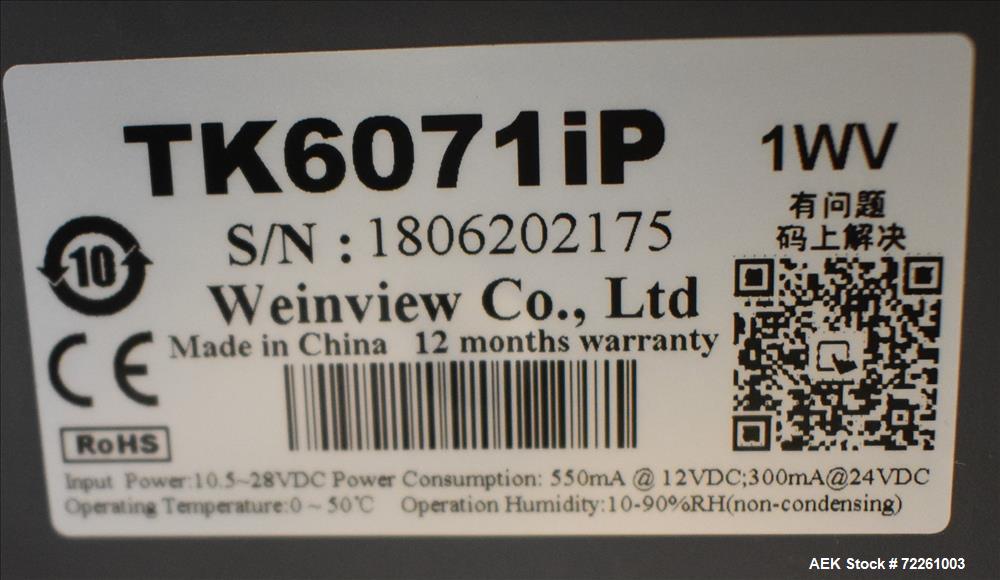 TK6071iP
1WV
有问题
码上解决
S/N : 1806202175
Weinview Co., Ltd
Made in China 12 months warranty
10
CE
RoHS
Input Power:10.5~28VDC Power Consumption: 550mA @ 12VDC;300mA@24VDC
Operating Temperature:0～50℃ Operation Humidity:10-90%RH(non-condensing)
AEK Stock # 72261003